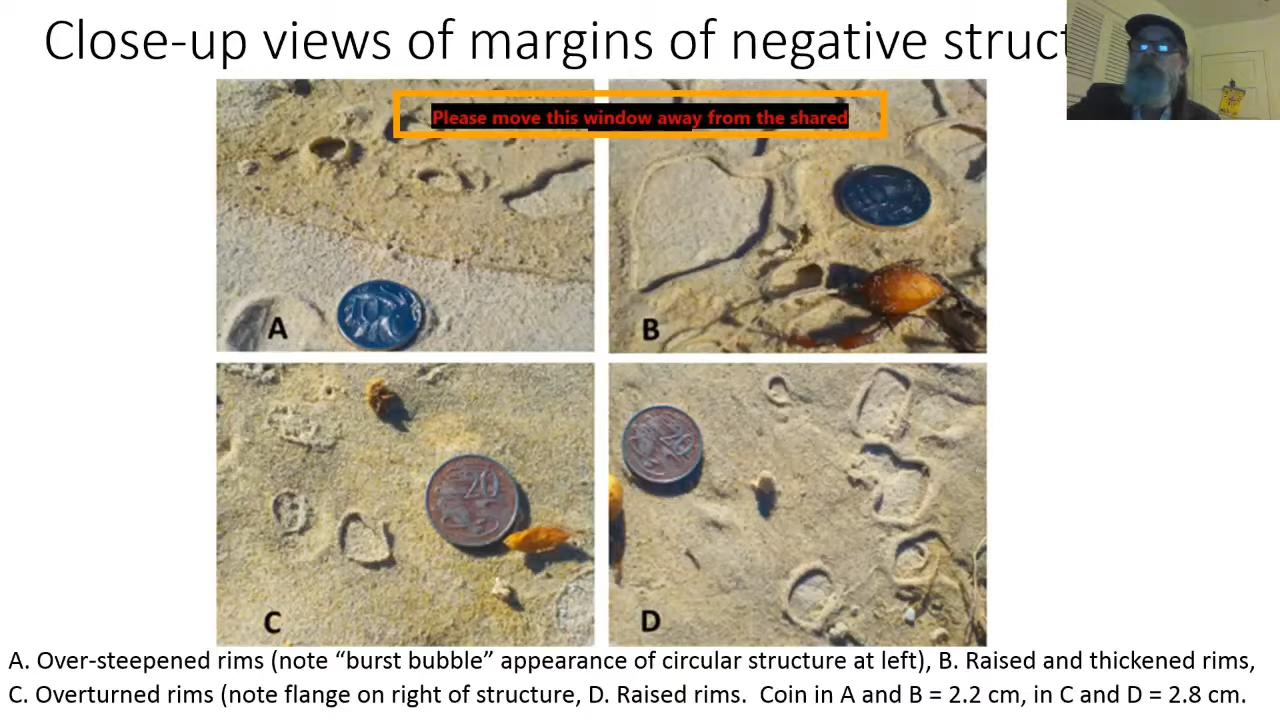 Close-up views of margins of negative struct
Please move this window away from the shared
A
B
20
20
C
D
A. Over-steepened rims (note “burst bubble” appearance of circular structure at left), B. Raised and thickened rims,
C. Overturned rims (note flange on right of structure, D. Raised rims.  Coin in A and B = 2.2 cm, in C and D = 2.8 cm.